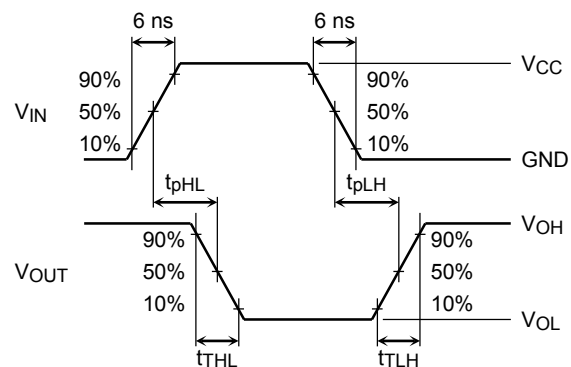 6 ns 6 ns
VCC
90% 90%
VIN 50% 50%
10% 10%
GND
tpHL tpLH
VOH
90% 90%
VOUT 50% 50%
10% 10%
VOL
tTHL tTLH